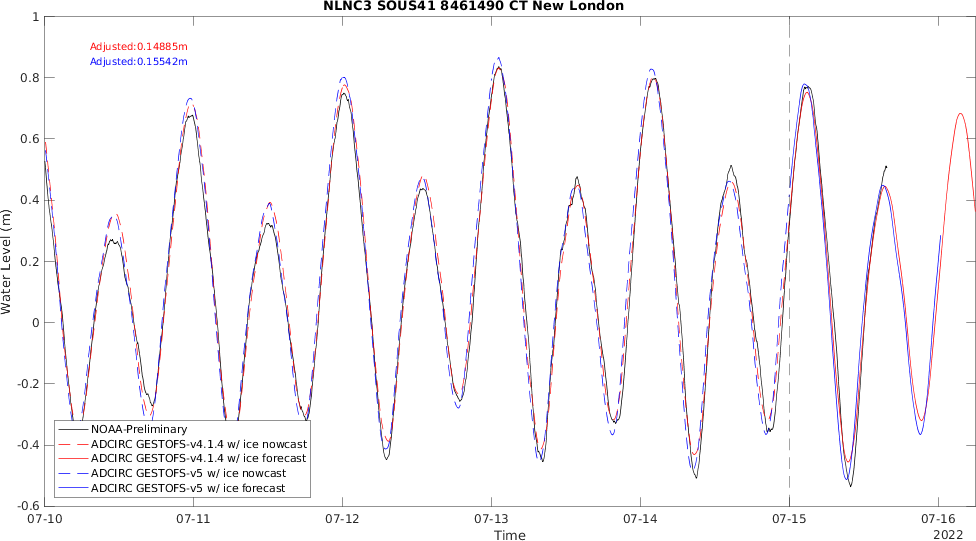 NLNC3 SOUS41 8461490 CT New London
Adjusted:0.14885m
Adjusted:0.15542m
Water Level (m)
1
0.8
0.6
0.4
0.2
0
-0.2
-0.4
-0.6
NOAA-Preliminary
ADCIRC GESTOFS-v4.1.4 w/ ice nowcast
ADCIRC GESTOFS-v4.1.4 w/ ice forecast
ADCIRC GESTOFS-v5 w/ ice nowcast
ADCIRC GESTOFS-v5 w/ ice forecast
07-10 07-11 07-12 07-13 07-14 07-15 07-16
Time
2022